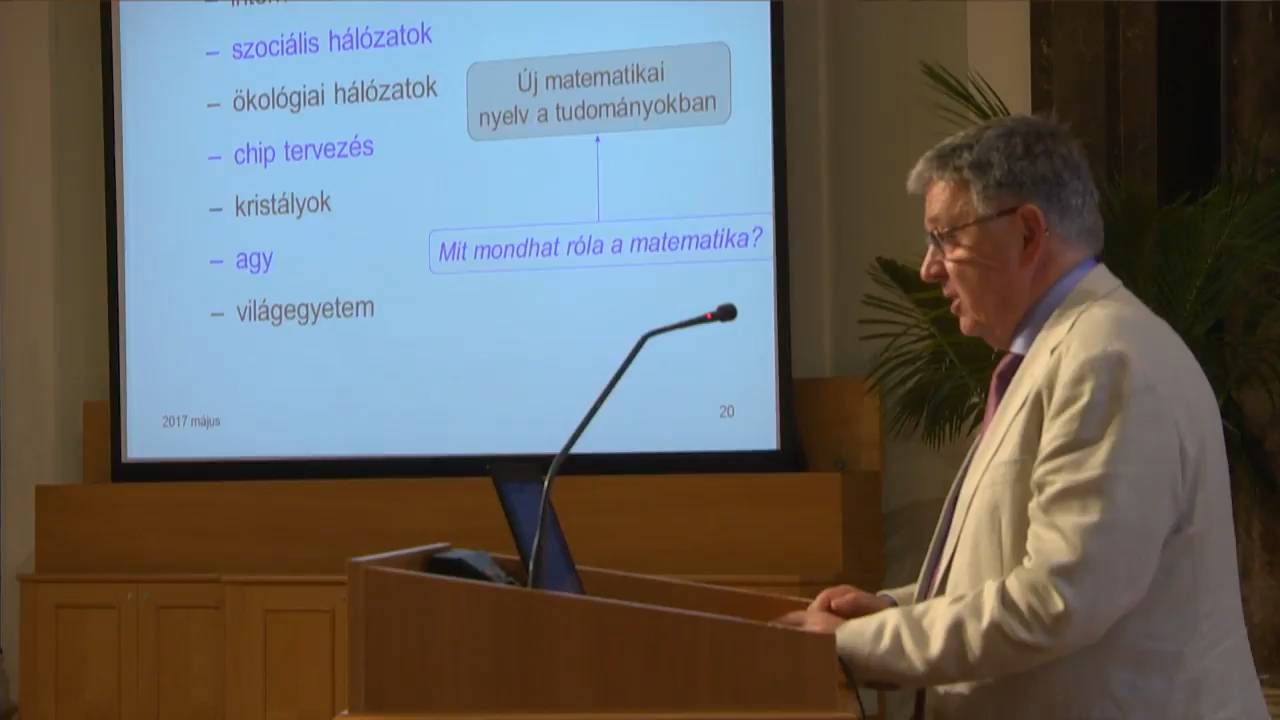 – szociális hálózatok
– ökológiai hálózatok
– chip tervezés
– kristályok
– agy
– világegyetem
Új matematikai
nyelv a tudományokban
Mit mondhat róla a matematika?
2017 május
20